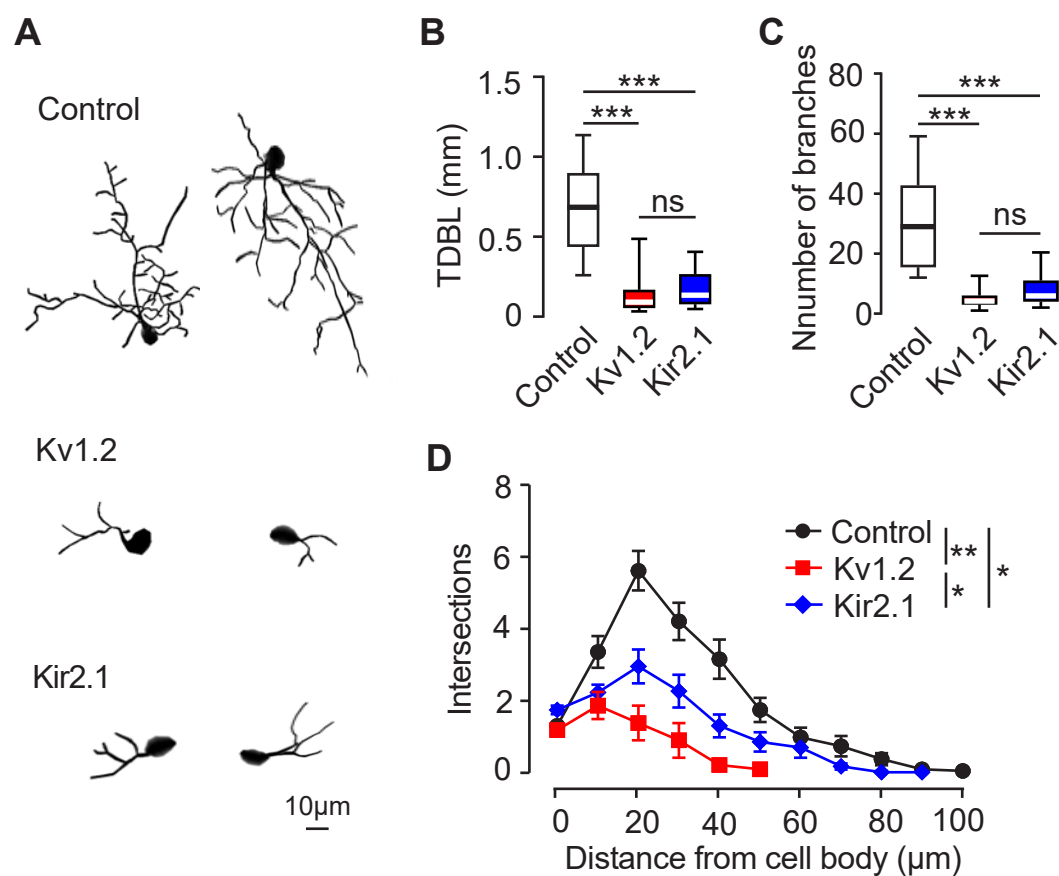 A
Control
Kv1.2
Kir2.1
10µm
B
TDBL (mm)
1.5
1.0
0.5
0
***
***
ns
Control
Kv1.2
Kir2.1
C
Nnumber of branches
80
60
40
20
0
***
***
ns
Control
Kv1.2
Kir2.1
D
Intersections
8
6
4
2
0
Control
Kv1.2
Kir2.1
**
*
*
0 20 40 60 80 100
Distance from cell body (µm)